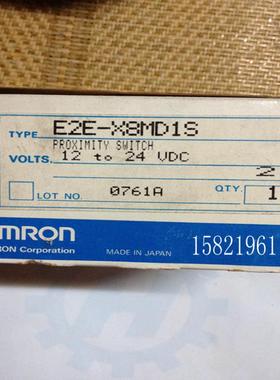 TYPE E2E-X8MD1S
PROXIMITY SWITCH
VOLTS. 12 to 24 VDC
2
LOT NO. 0761A QTY. 1
OMRON
RON Corporation MADE IN JAPAN 15821961